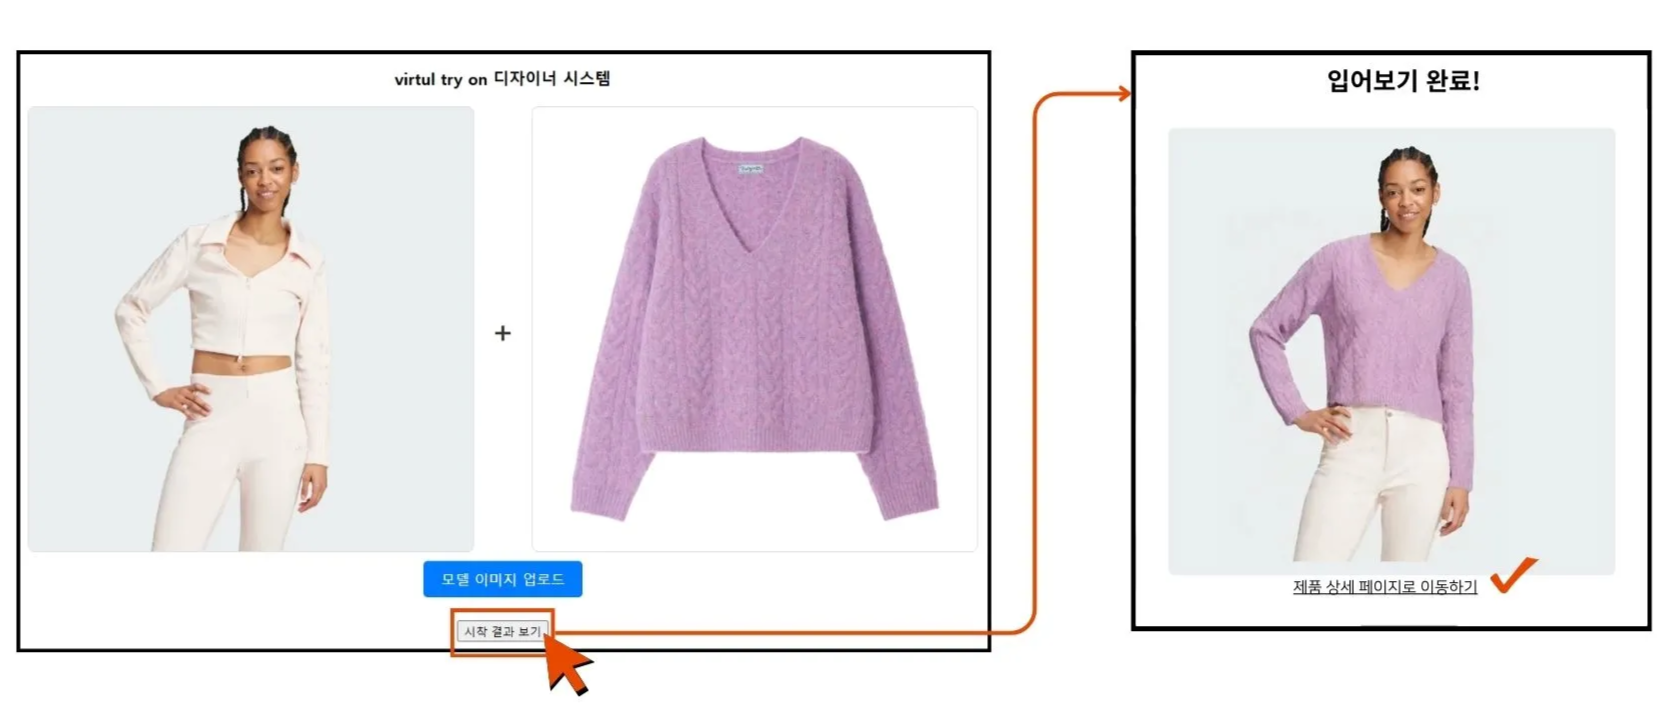 virtul try on 디자이너 시스템
+
모델 이미지 업로드
시작 결과 보기
입어보기 완료!
제품 상세 페이지로 이동하기